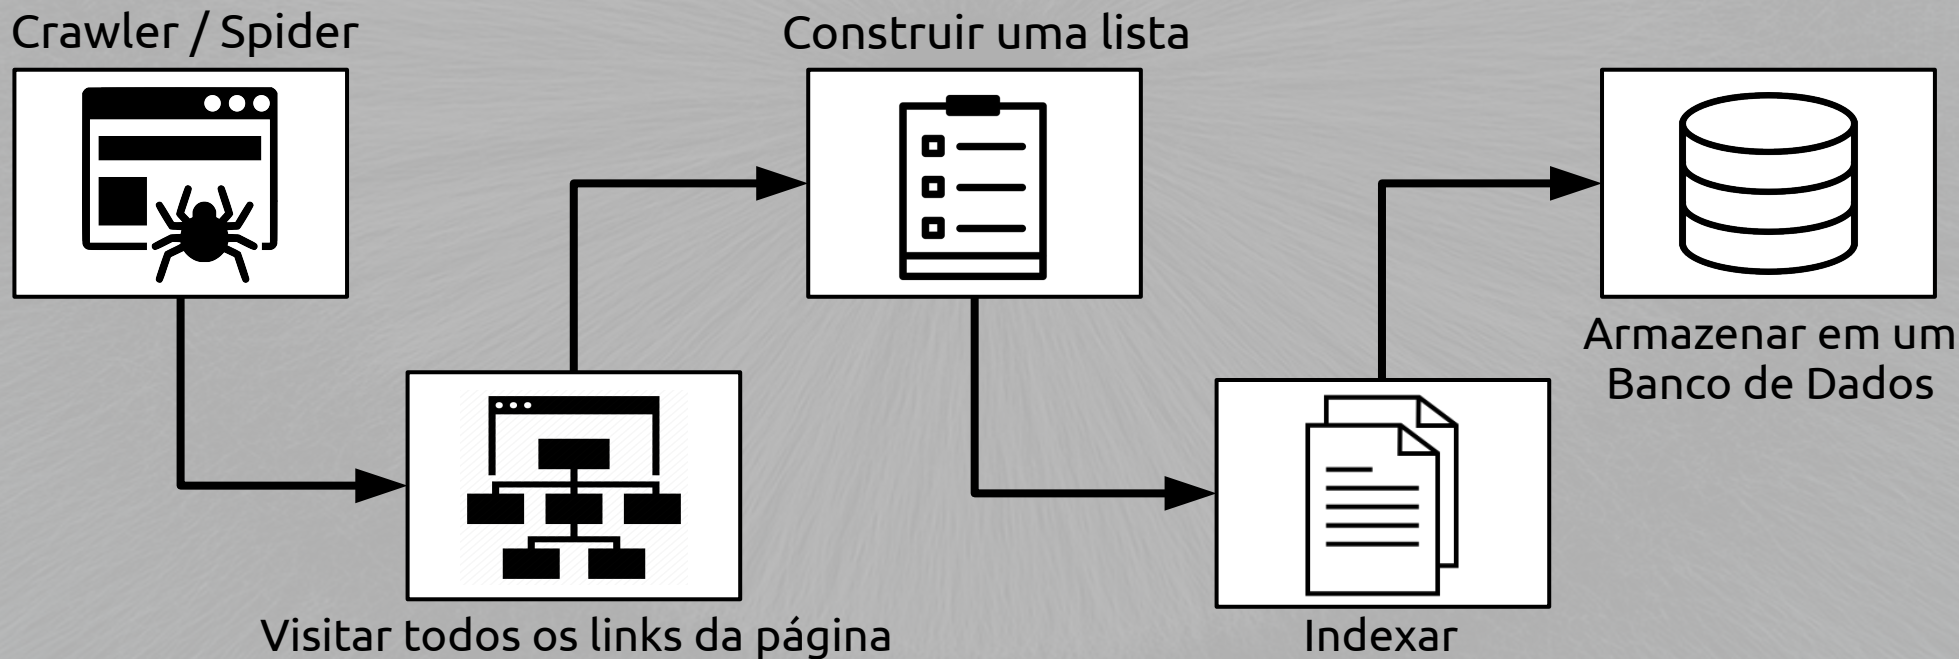 Crawler / Spider
Visitar todos os links da página
Construir uma lista
Indexar
Armazenar em um
Banco de Dados